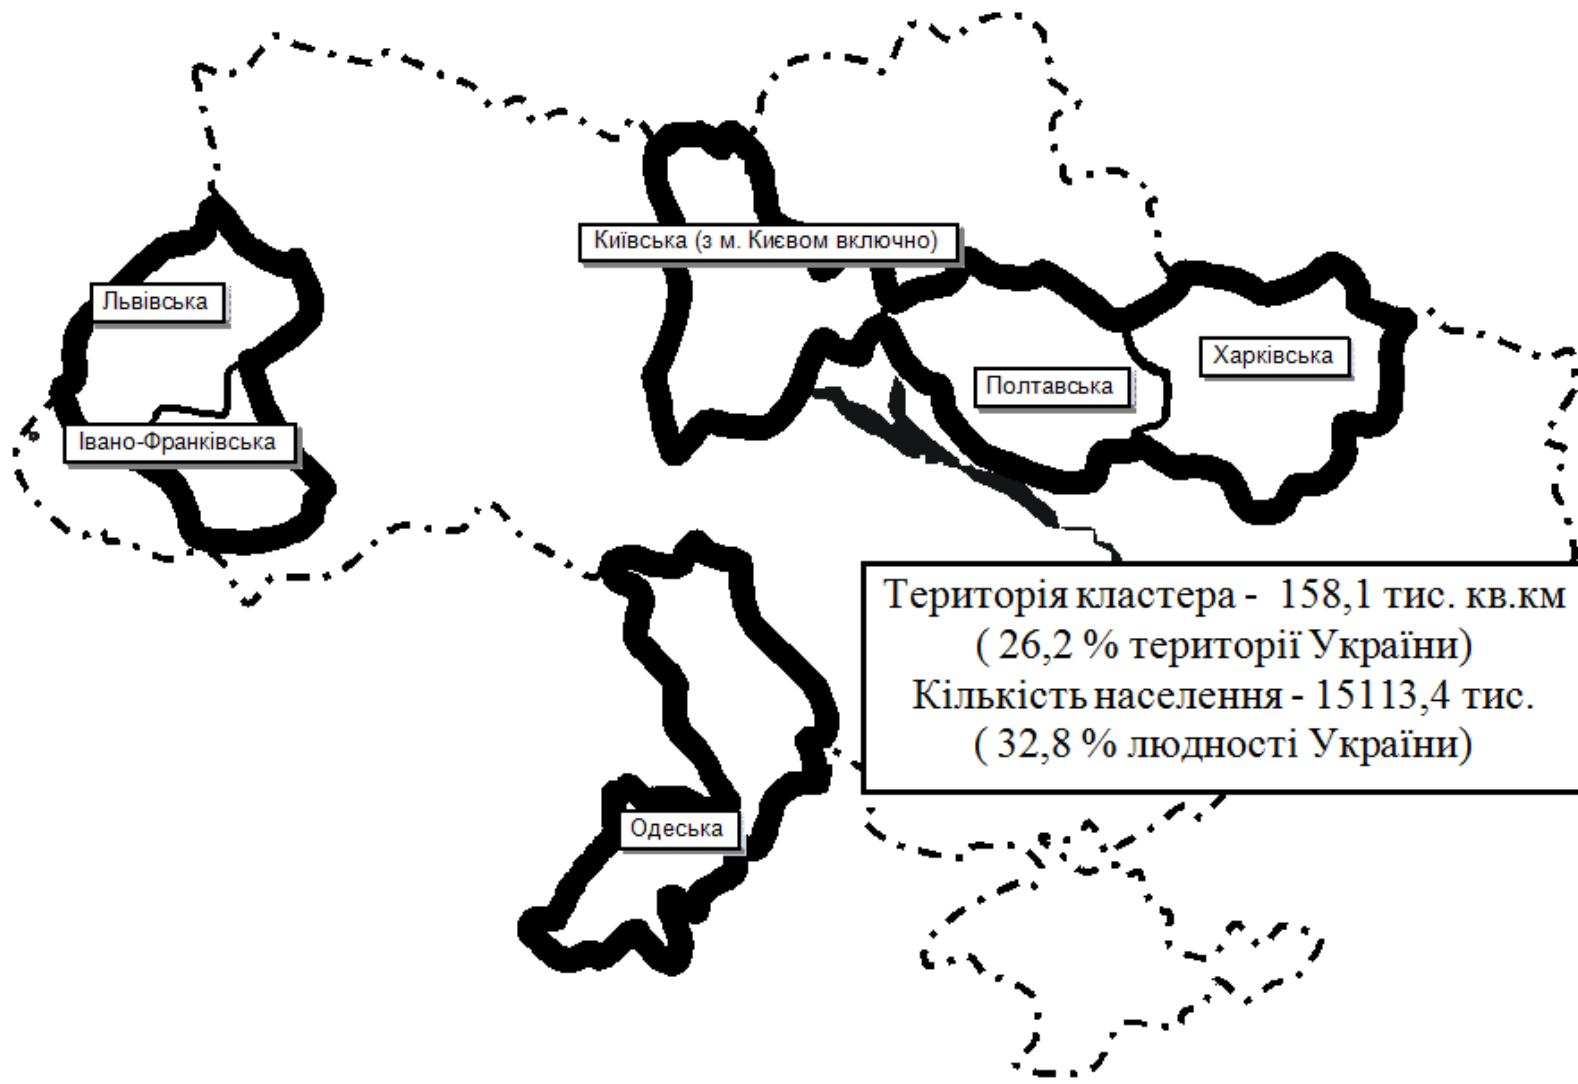 Київська (з м. Києвом включно)
Львівська
Харківська
Полтавська
Івано-Франківська
Територія кластера - 158,1 тис. кв.км
( 26,2 % території України)
Кількість населення - 15113,4 тис.
( 32,8 % людності України)
Одеська